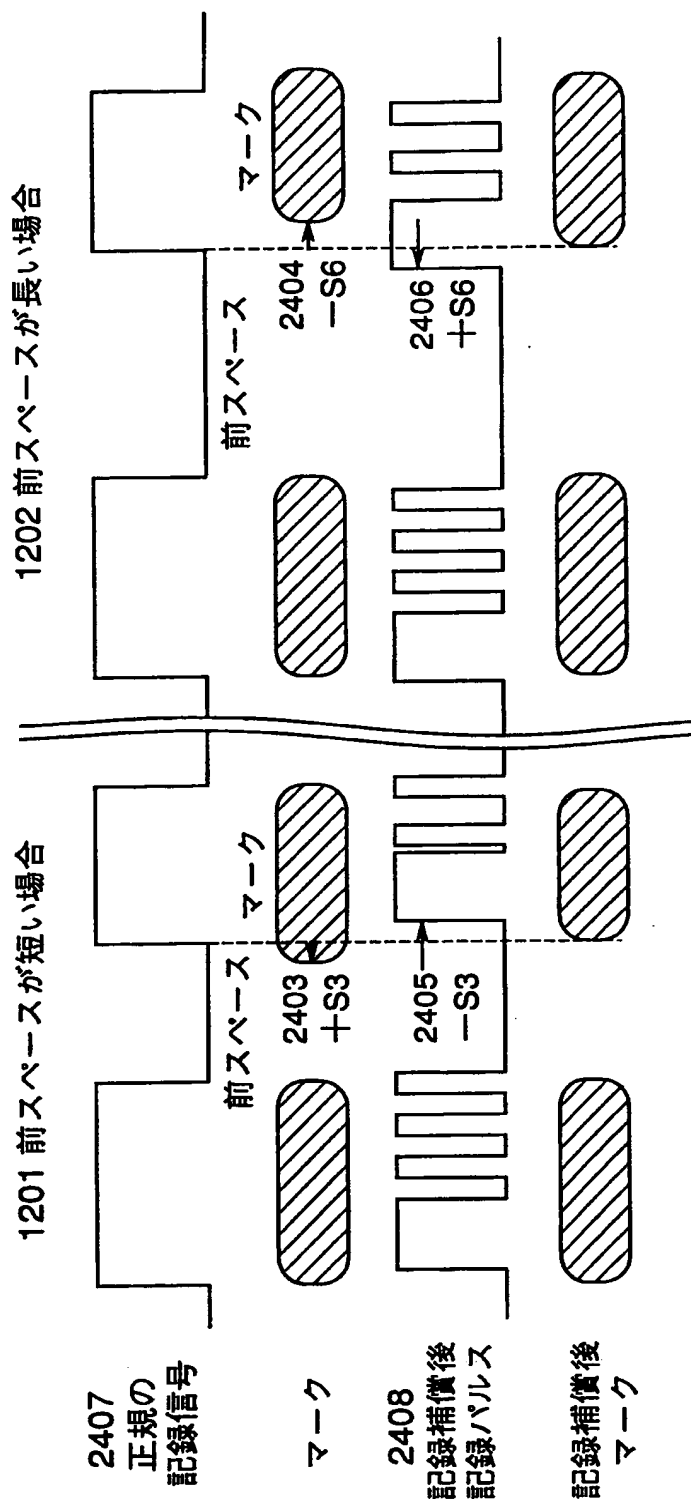 1201 前スペースが短い場合
1202 前スペースが長い場合
2407
正規の
記録信号
前スペース
マーク
前スペース
マーク
マーク
2403
+S3
2404
−S6
2408
記録補償後
記録パルス
2405
−S3
2406
+S6
記録補償後
マーク